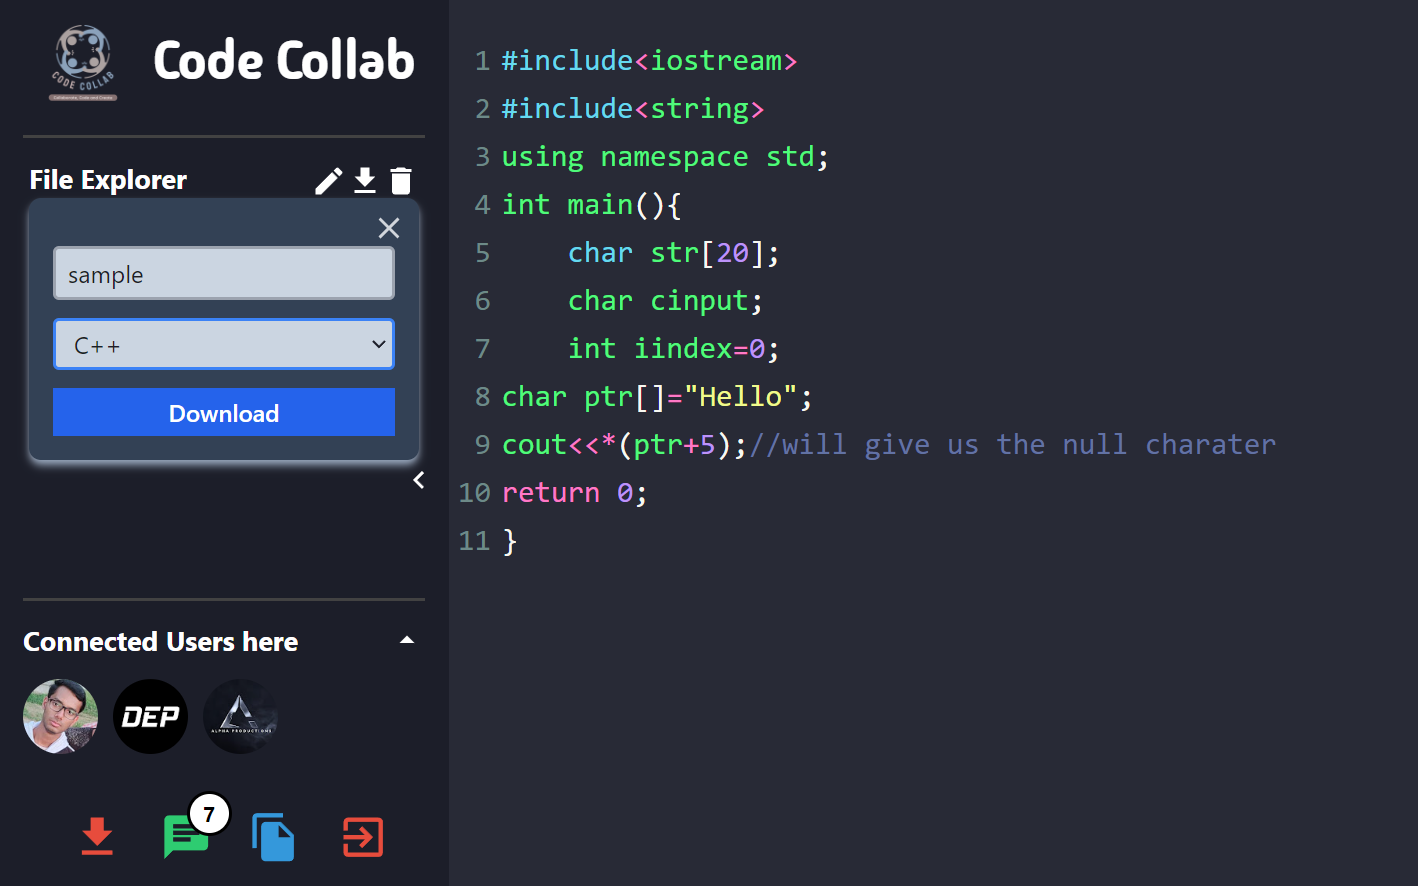 CODE COLLAB
Code Collab
File Explorer
sample
C++
Download
Connected Users here
DEP
ALPHA PRODUCTIONS
7
1 #include<iostream>
2 #include<string>
3 using namespace std;
4 int main(){
5     char str[20];
6     char cinput;
7     int iindex=0;
8 char ptr[]="Hello";
9 cout<<*(ptr+5);//will give us the null charater
10 return 0;
11 }